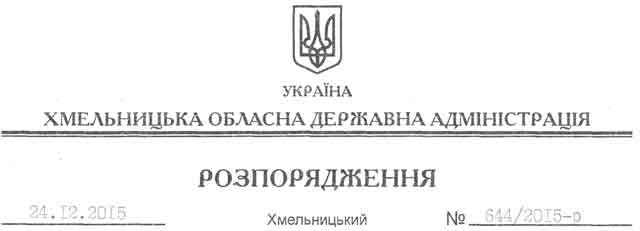 УКРАЇНА
ХМЕЛЬНИЦЬКА ОБЛАСНА ДЕРЖАВНА АДМІНІСТРАЦІЯ
РОЗПОРЯДЖЕННЯ
24.12.2015 Хмельницький № 644/2015-р